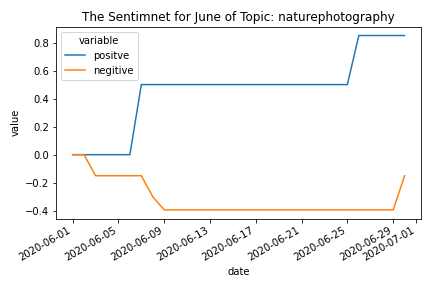 The Sentimnet for June of Topic: naturephotography
variable
positve
negitive
value
0.8
0.6
0.4
0.2
0.0
−0.2
−0.4
2020-06-01
2020-06-05
2020-06-09
2020-06-13
2020-06-17
2020-06-21
2020-06-25
2020-06-29
2020-07-01
date